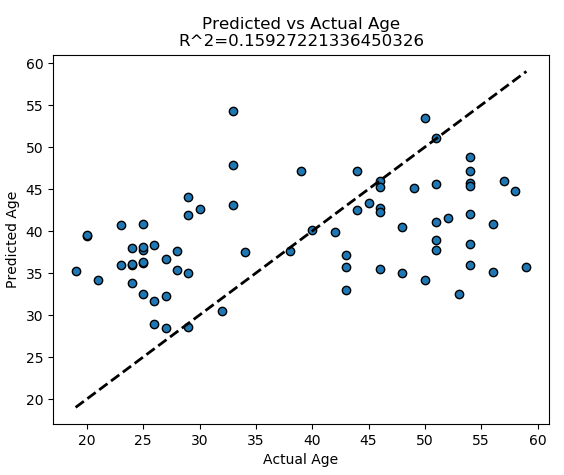 Predicted vs Actual Age
R^2=0.15927221336450326
60
55
50
45
40
35
30
25
20
Predicted Age
20 25 30 35 40 45 50 55 60
Actual Age